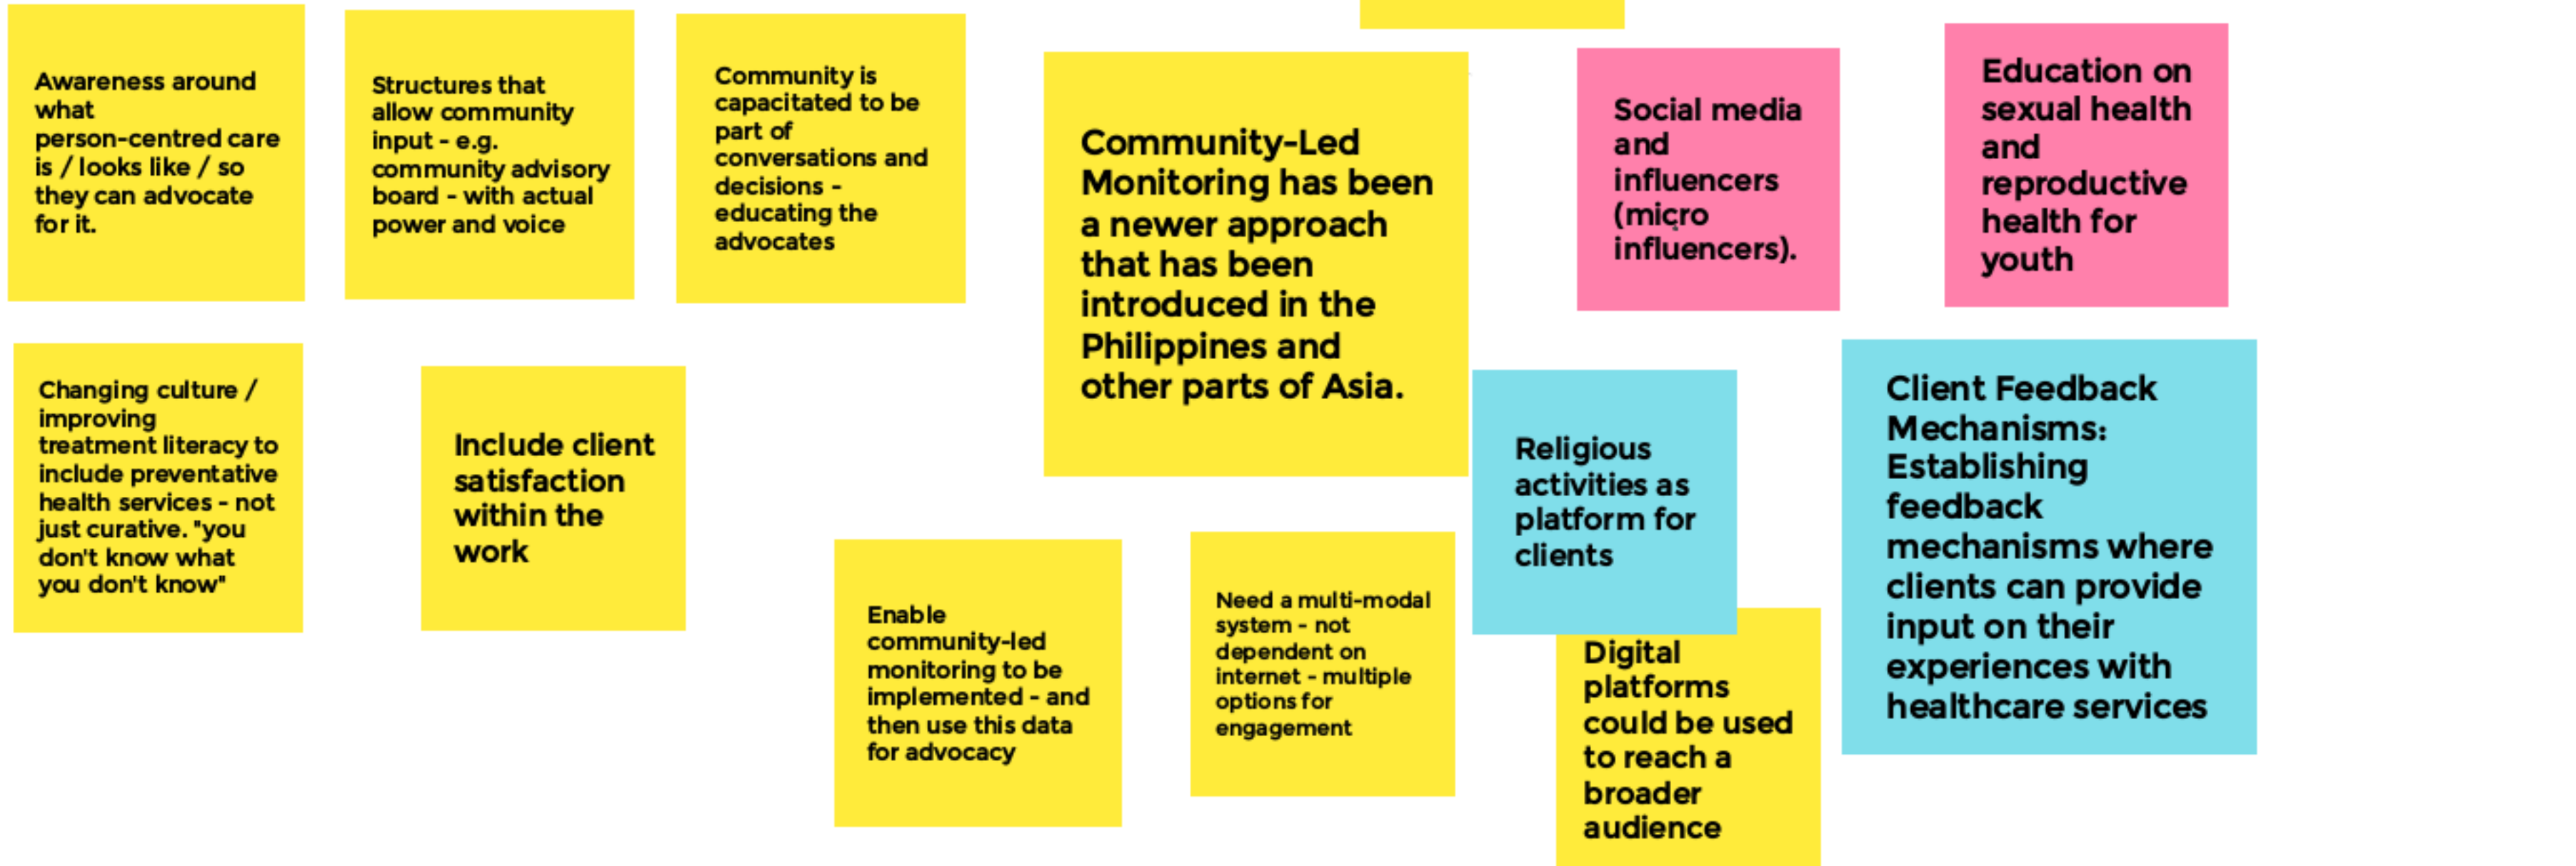 Awareness around
what
person-centred care
is / looks like / so
they can advocate
for it.
Structures that
allow community
input - e.g.
community advisory
board - with actual
power and voice
Community is
capacitated to be
part of
conversations and
decisions -
educating the
advocates
Community-Led
Monitoring has been
a newer approach
that has been
introduced in the
Philippines and
other parts of Asia.
Social media
and
influencers
(micro
influencers).
Education on
sexual health
and
reproductive
health for
youth
Changing culture /
improving
treatment literacy to
include preventative
health services - not
just curative. "you
don't know what
you don't know"
Include client
satisfaction
within the
work
Enable
community-led
monitoring to be
implemented - and
then use this data
for advocacy
Need a multi-modal
system - not
dependent on
internet - multiple
options for
engagement
Religious
activities as
platform for
clients
Digital
platforms
could be used
to reach a
broader
audience
Client Feedback
Mechanisms:
Establishing
feedback
mechanisms where
clients can provide
input on their
experiences with
healthcare services